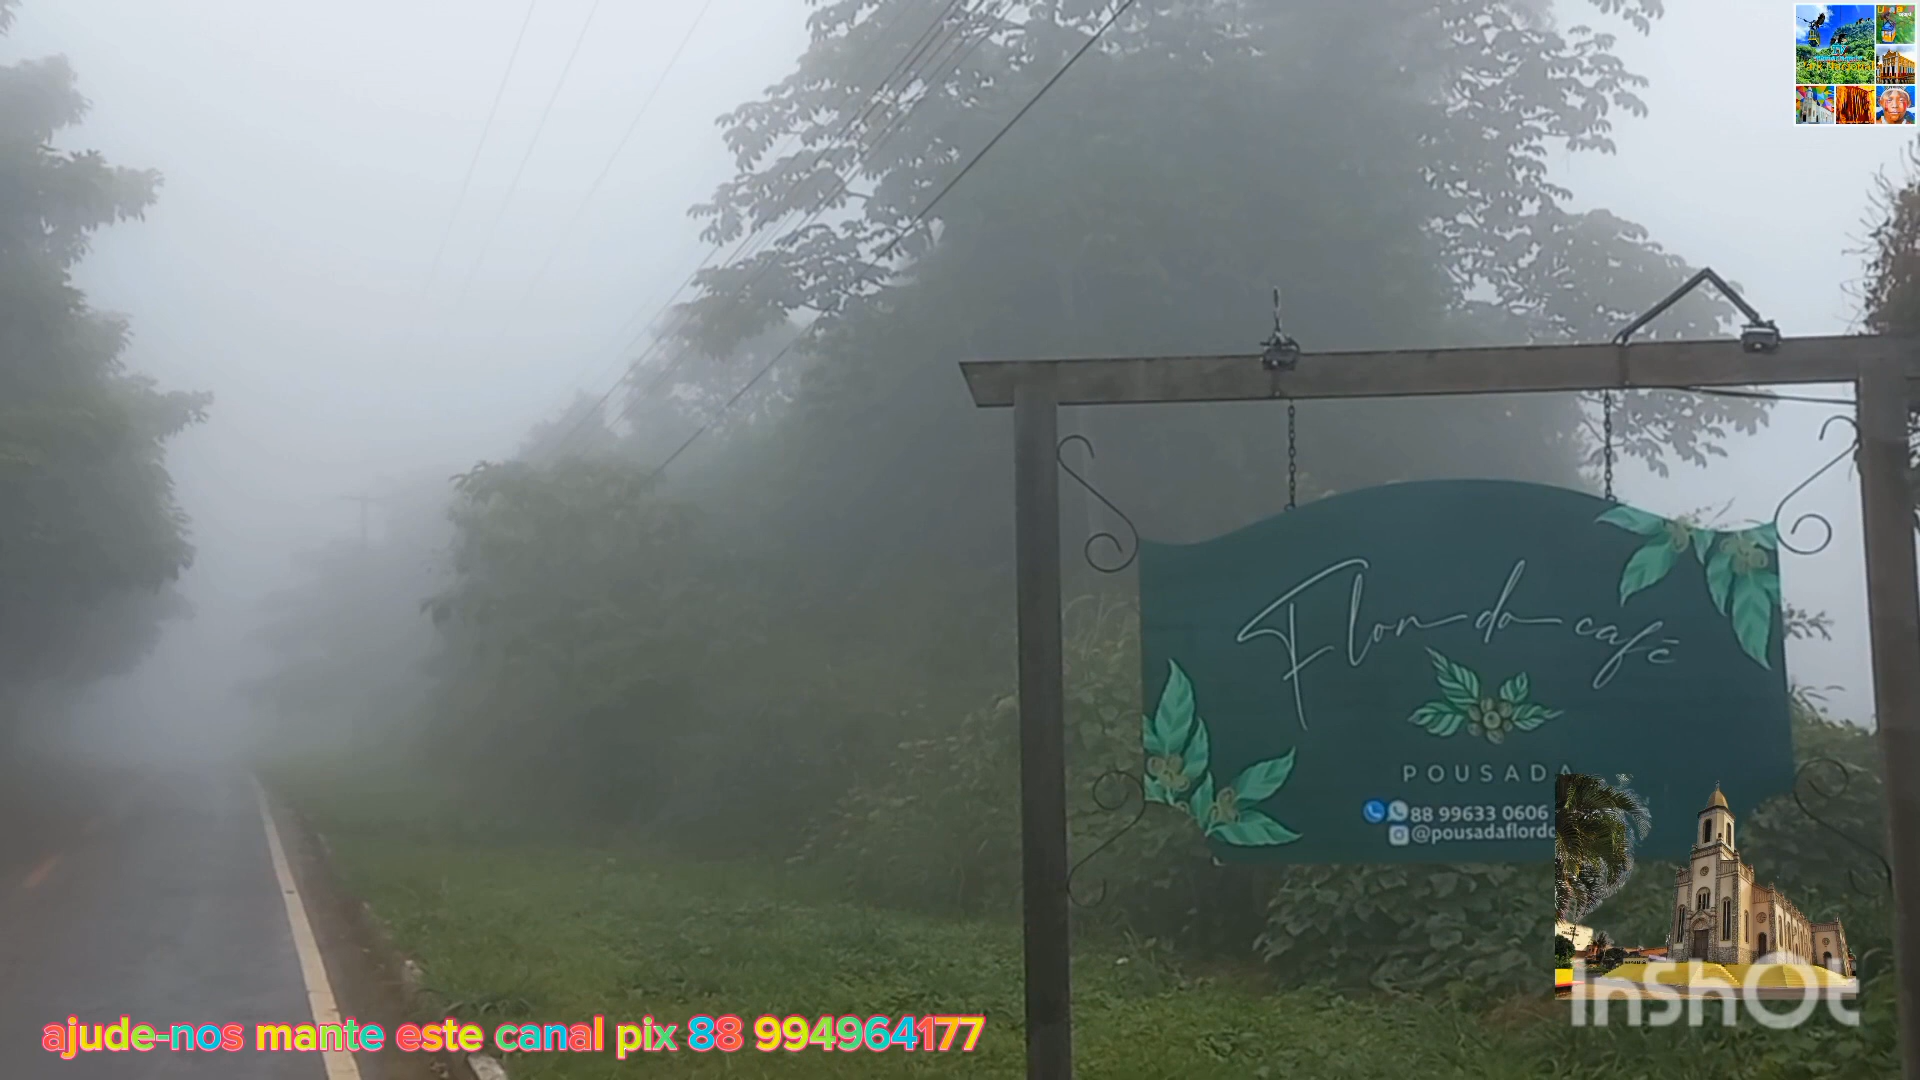 Flor do café
POUSADA
88 99633 0606
@pousadaflordo
InShOt
ajude-nos mante este canal pix 88 994964177